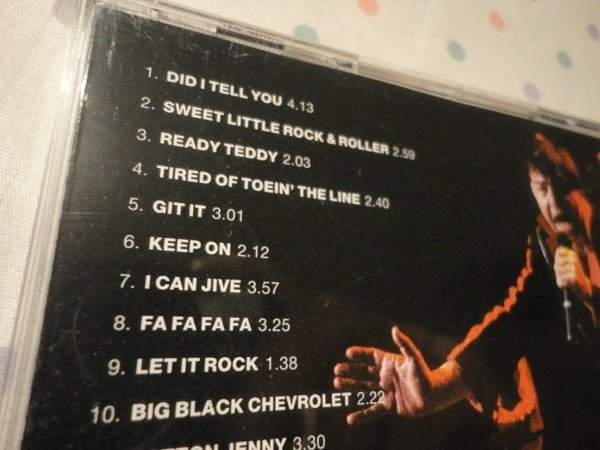 1. DID I TELL YOU 4.13
2. SWEET LITTLE ROCK & ROLLER 2.59
3. READY TEDDY 2.03
4. TIRED OF TOEIN' THE LINE 2.40
5. GIT IT 3.01
6. KEEP ON 2.12
7. I CAN JIVE 3.57
8. FA FA FA FA 3.25
9. LET IT ROCK 1.38
10. BIG BLACK CHEVROLET 2.22
JENNY 3.30